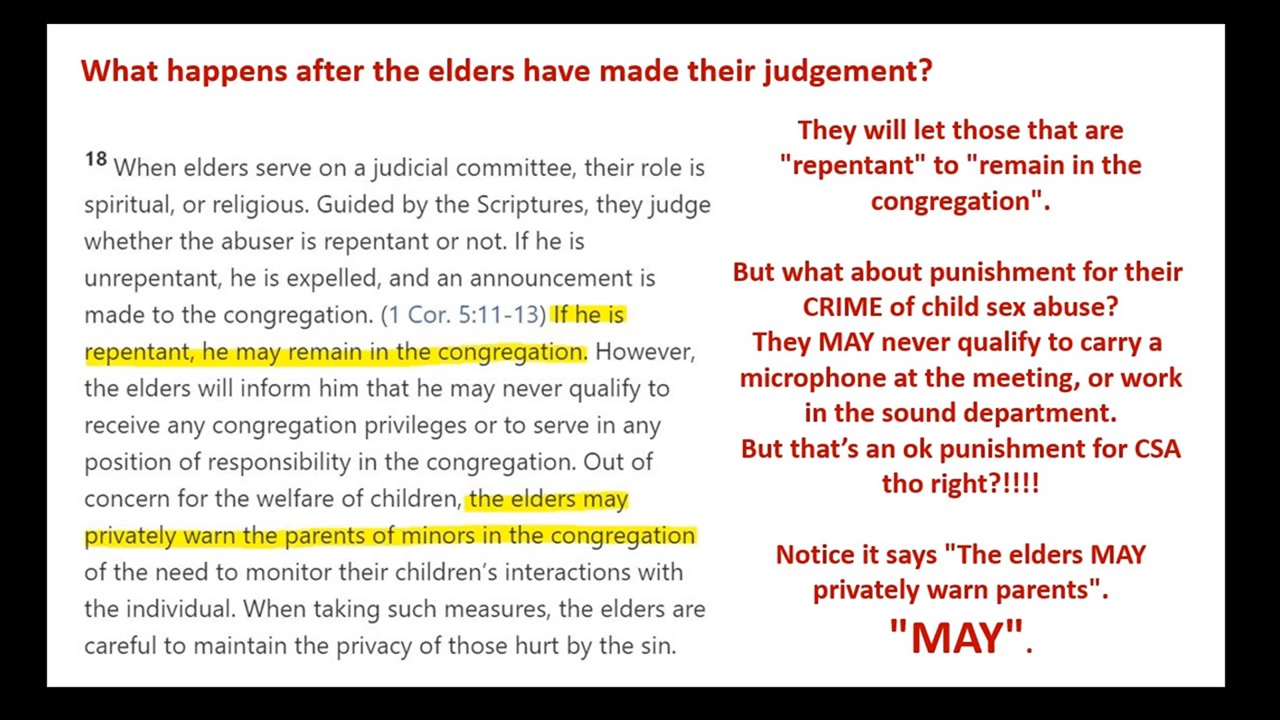 What happens after the elders have made their judgement?
18 When elders serve on a judicial committee, their role is
spiritual, or religious. Guided by the Scriptures, they judge
whether the abuser is repentant or not. If he is
unrepentant, he is expelled, and an announcement is
made to the congregation. (1 Cor. 5:11-13) If he is
repentant, he may remain in the congregation. However,
the elders will inform him that he may never qualify to
receive any congregation privileges or to serve in any
position of responsibility in the congregation. Out of
concern for the welfare of children, the elders may
privately warn the parents of minors in the congregation
of the need to monitor their children's interactions with
the individual. When taking such measures, the elders are
careful to maintain the privacy of those hurt by the sin.
They will let those that are
"repentant" to "remain in the
congregation".
But what about punishment for their
CRIME of child sex abuse?
They MAY never qualify to carry a
microphone at the meeting, or work
in the sound department.
But that's an ok punishment for CSA
tho right?!!!!
Notice it says "The elders MAY
privately warn parents".
"MAY".